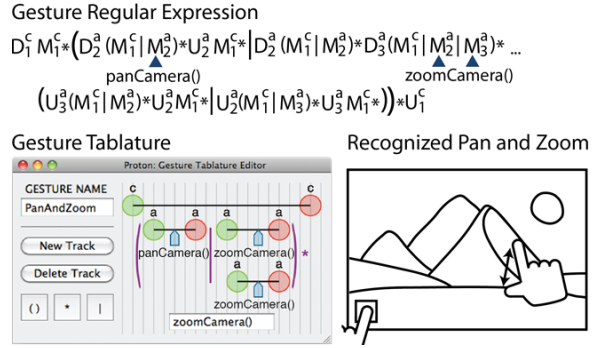 Gesture Regular Expression
D₁ᶜ M₁ᶜ*(D₂ᵃ (M₁ᶜ|M₂ᵃ)*U₂ᵃ M₁ᶜ*|D₂ᵃ (M₁ᶜ|M₂ᵃ)*D₃ᵃ(M₁ᶜ|M₂ᵃ|M₃ᵃ)* ...
panCamera() zoomCamera()
(U₃ᵃ(M₁ᶜ|M₂ᵃ)*U₂ᵃM₁ᶜ*|U₂ᵃ(M₁ᶜ|M₃ᵃ)*U₃ᵃ M₁ᶜ*))*U₁ᶜ
Gesture Tablature
Recognized Pan and Zoom
Proton: Gesture Tablature Editor
GESTURE NAME
PanAndZoom
New Track
Delete Track
() * |
c c
a a a a
( panCamera() | zoomCamera() ) *
a a
zoomCamera()
zoomCamera()